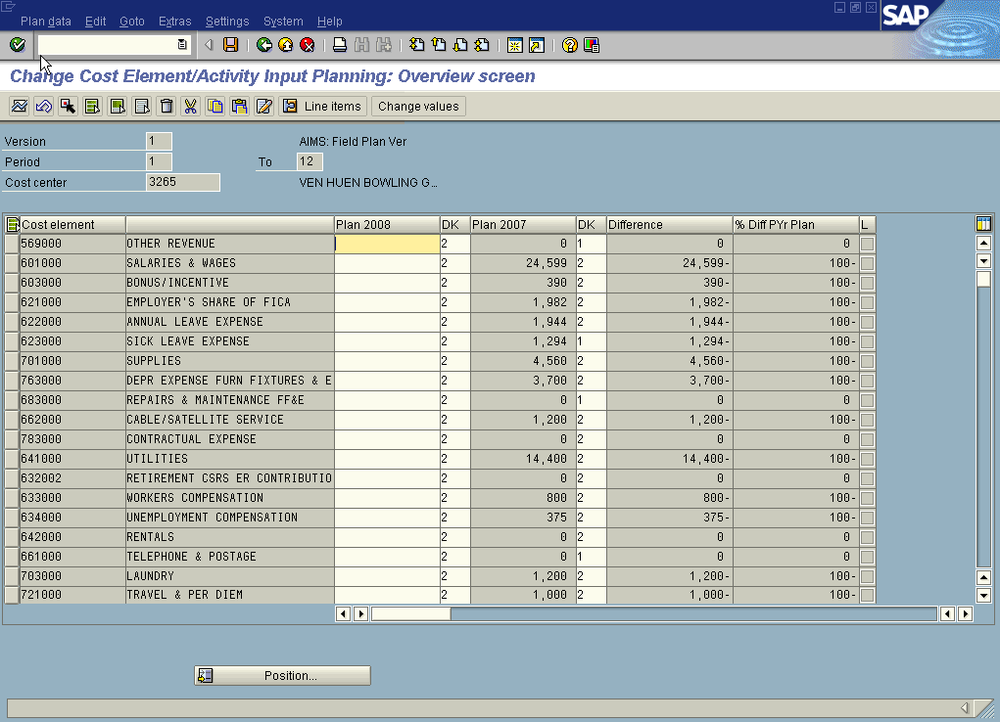 Plan data Edit Goto Extras Settings System Help
SAP
Change Cost Element/Activity Input Planning: Overview screen
Line items Change values
Version 1 AIMS: Field Plan Ver
Period 1 To 12
Cost center 3265 VEN HUEN BOWLING G...
Cost element Plan 2008 DK Plan 2007 DK Difference % Diff PYr Plan L
569000 OTHER REVENUE 2 0 1 0 0
601000 SALARIES & WAGES 2 24,599 2 24,599- 100-
603000 BONUS/INCENTIVE 2 390 2 390- 100-
621000 EMPLOYER'S SHARE OF FICA 2 1,982 2 1,982- 100-
622000 ANNUAL LEAVE EXPENSE 2 1,944 2 1,944- 100-
623000 SICK LEAVE EXPENSE 2 1,294 1 1,294- 100-
701000 SUPPLIES 2 4,560 2 4,560- 100-
763000 DEPR EXPENSE FURN FIXTURES & E 2 3,700 2 3,700- 100-
683000 REPAIRS & MAINTENANCE FF&E 2 0 1 0 0
662000 CABLE/SATELLITE SERVICE 2 1,200 2 1,200- 100-
783000 CONTRACTUAL EXPENSE 2 0 2 0 0
641000 UTILITIES 2 14,400 2 14,400- 100-
632002 RETIREMENT CSRS ER CONTRIBUTIO 2 0 2 0 0
633000 WORKERS COMPENSATION 2 800 2 800- 100-
634000 UNEMPLOYMENT COMPENSATION 2 375 2 375- 100-
642000 RENTALS 2 0 2 0 0
661000 TELEPHONE & POSTAGE 2 0 1 0 0
703000 LAUNDRY 2 1,200 2 1,200- 100-
721000 TRAVEL & PER DIEM 2 1,000 2 1,000- 100-
Position...